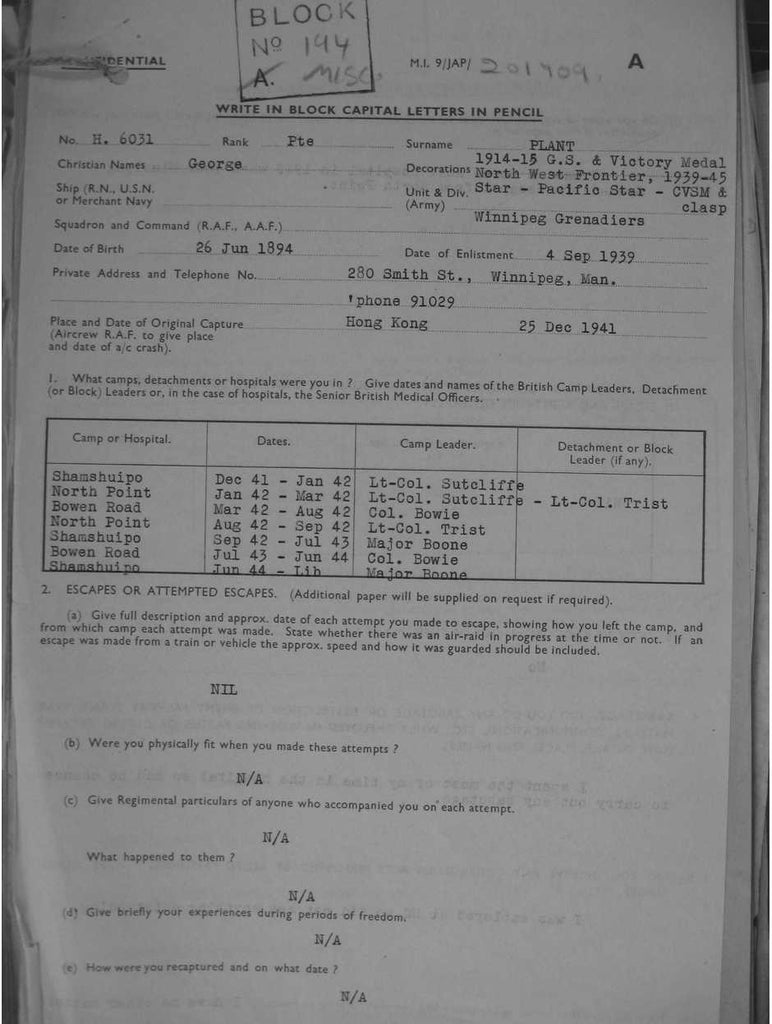 BLOCK
No 144
A. MISC.
DENTIAL
M.I. 9/JAP/ 201409. A
WRITE IN BLOCK CAPITAL LETTERS IN PENCIL
No. H. 6031 Rank Pte Surname PLANT
Christian Names George Decorations 1914-15 G.S. & Victory Medal
North West Frontier, 1939-45
Ship (R.N., U.S.N. Unit & Div. Star - Pacific Star - CVSM &
or Merchant Navy (Army) clasp
Winnipeg Grenadiers
Squadron and Command (R.A.F., A.A.F.)
Date of Birth 26 Jun 1894 Date of Enlistment 4 Sep 1939
Private Address and Telephone No. 280 Smith St., Winnipeg, Man.
'phone 91029
Place and Date of Original Capture Hong Kong 25 Dec 1941
(Aircrew R.A.F. to give place
and date of a/c crash).
1. What camps, detachments or hospitals were you in ? Give dates and names of the British Camp Leaders, Detachment
(or Block) Leaders or, in the case of hospitals, the Senior British Medical Officers.
Camp or Hospital. Dates. Camp Leader. Detachment or Block
Leader (if any).
Shamshuipo Dec 41 - Jan 42 Lt-Col. Sutcliffe
North Point Jan 42 - Mar 42 Lt-Col. Sutcliffe - Lt-Col. Trist
Bowen Road Mar 42 - Aug 42 Col. Bowie
North Point Aug 42 - Sep 42 Lt-Col. Trist
Shamshuipo Sep 42 - Jul 43 Major Boone
Bowen Road Jul 43 - Jun 44 Col. Bowie
Shamshuipo Jun 44 - Lib Major Boone
2. ESCAPES OR ATTEMPTED ESCAPES. (Additional paper will be supplied on request if required).
(a) Give full description and approx. date of each attempt you made to escape, showing how you left the camp, and
from which camp each attempt was made. State whether there was an air-raid in progress at the time or not. If an
escape was made from a train or vehicle the approx. speed and how it was guarded should be included.
NIL
(b) Were you physically fit when you made these attempts ?
N/A
(c) Give Regimental particulars of anyone who accompanied you on each attempt.
N/A
What happened to them ?
N/A
(d) Give briefly your experiences during periods of freedom.
N/A
(e) How were you recaptured and on what date ?
N/A